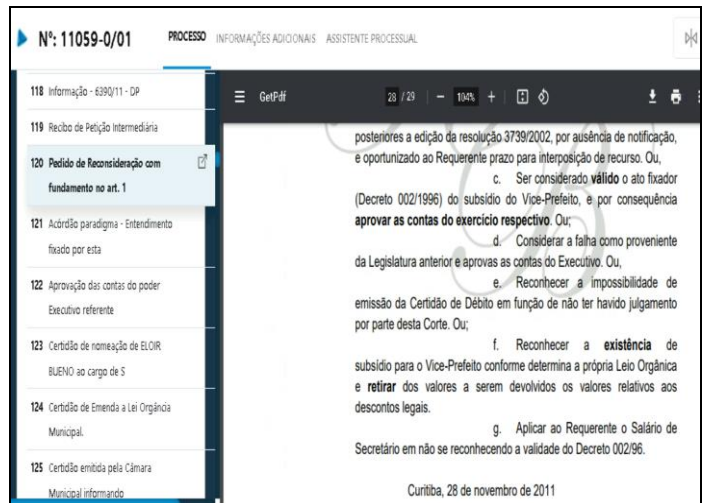 Nº: 11059-0/01
PROCESSO INFORMAÇÕES ADICIONAIS ASSISTENTE PROCESSUAL
118 Informação - 6390/11 - DP
119 Recibo de Petição Intermediária
120 Pedido de Reconsideração com
fundamento no art. 1
121 Acórdão paradigma - Entendimento
fixado por esta
122 Aprovação das contas do poder
Executivo referente
123 Certidão de nomeação de ELOIR
BUENO ao cargo de S
124 Certidão de Emenda a Lei Orgância
Municipal.
125 Certidão emitida pela Câmara
Municipal informando
GetPdf 28 / 29 104%
posteriores a edição da resolução 3739/2002, por ausência de notificação,
e oportunizado ao Requerente prazo para interposição de recurso. Ou,
c. Ser considerado válido o ato fixador
(Decreto 002/1996) do subsídio do Vice-Prefeito, e por consequência
aprovar as contas do exercício respectivo. Ou;
d. Considerar a falha como proveniente
da Legislatura anterior e aprovas as contas do Executivo. Ou,
e. Reconhecer a impossibilidade de
emissão da Certidão de Débito em função de não ter havido julgamento
por parte desta Corte. Ou;
f. Reconhecer a existência de
subsídio para o Vice-Prefeito conforme determina a própria Leio Orgânica
e retirar dos valores a serem devolvidos os valores relativos aos
descontos legais.
g. Aplicar ao Requerente o Salário de
Secretário em não se reconhecendo a validade do Decreto 002/96.
Curitiba, 28 de novembro de 2011